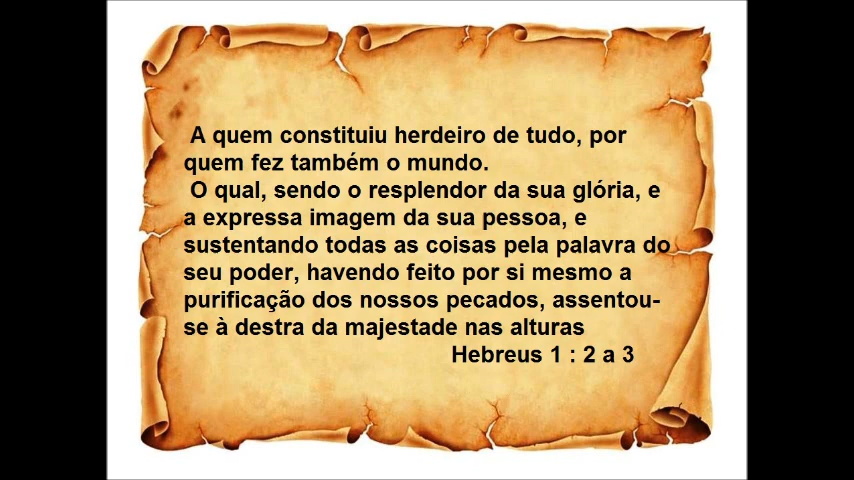 A quem constituiu herdeiro de tudo, por
quem fez também o mundo.
O qual, sendo o resplendor da sua glória, e
a expressa imagem da sua pessoa, e
sustentando todas as coisas pela palavra do
seu poder, havendo feito por si mesmo a
purificação dos nossos pecados, assentou-
se à destra da majestade nas alturas
Hebreus 1 : 2 a 3